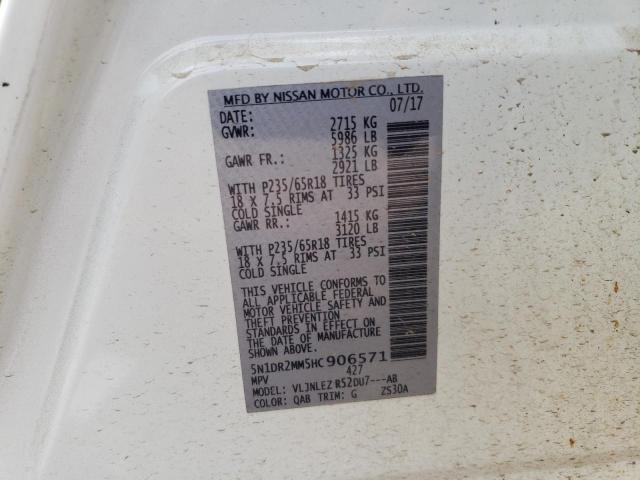 MFD BY NISSAN MOTOR CO., LTD.
DATE: 07/17
GVWR: 2715 KG
5986 LB
GAWR FR.: 1325 KG
2921 LB
WITH P235/65R18 TIRES
18 X 7.5 RIMS AT 33 PSI
COLD SINGLE
GAWR RR.: 1415 KG
3120 LB
WITH P235/65R18 TIRES
18 X 7.5 RIMS AT 33 PSI
COLD SINGLE
THIS VEHICLE CONFORMS TO
ALL APPLICABLE FEDERAL
MOTOR VEHICLE SAFETY AND
THEFT PREVENTION
STANDARDS IN EFFECT ON
THE DATE OF MANUFACTURE
SHOWN ABOVE.
5N1DR2MM5HC906571
MPV 427
MODEL: VLJNLEZ R52DU7---AB
COLOR: QAB TRIM: G ZS30A